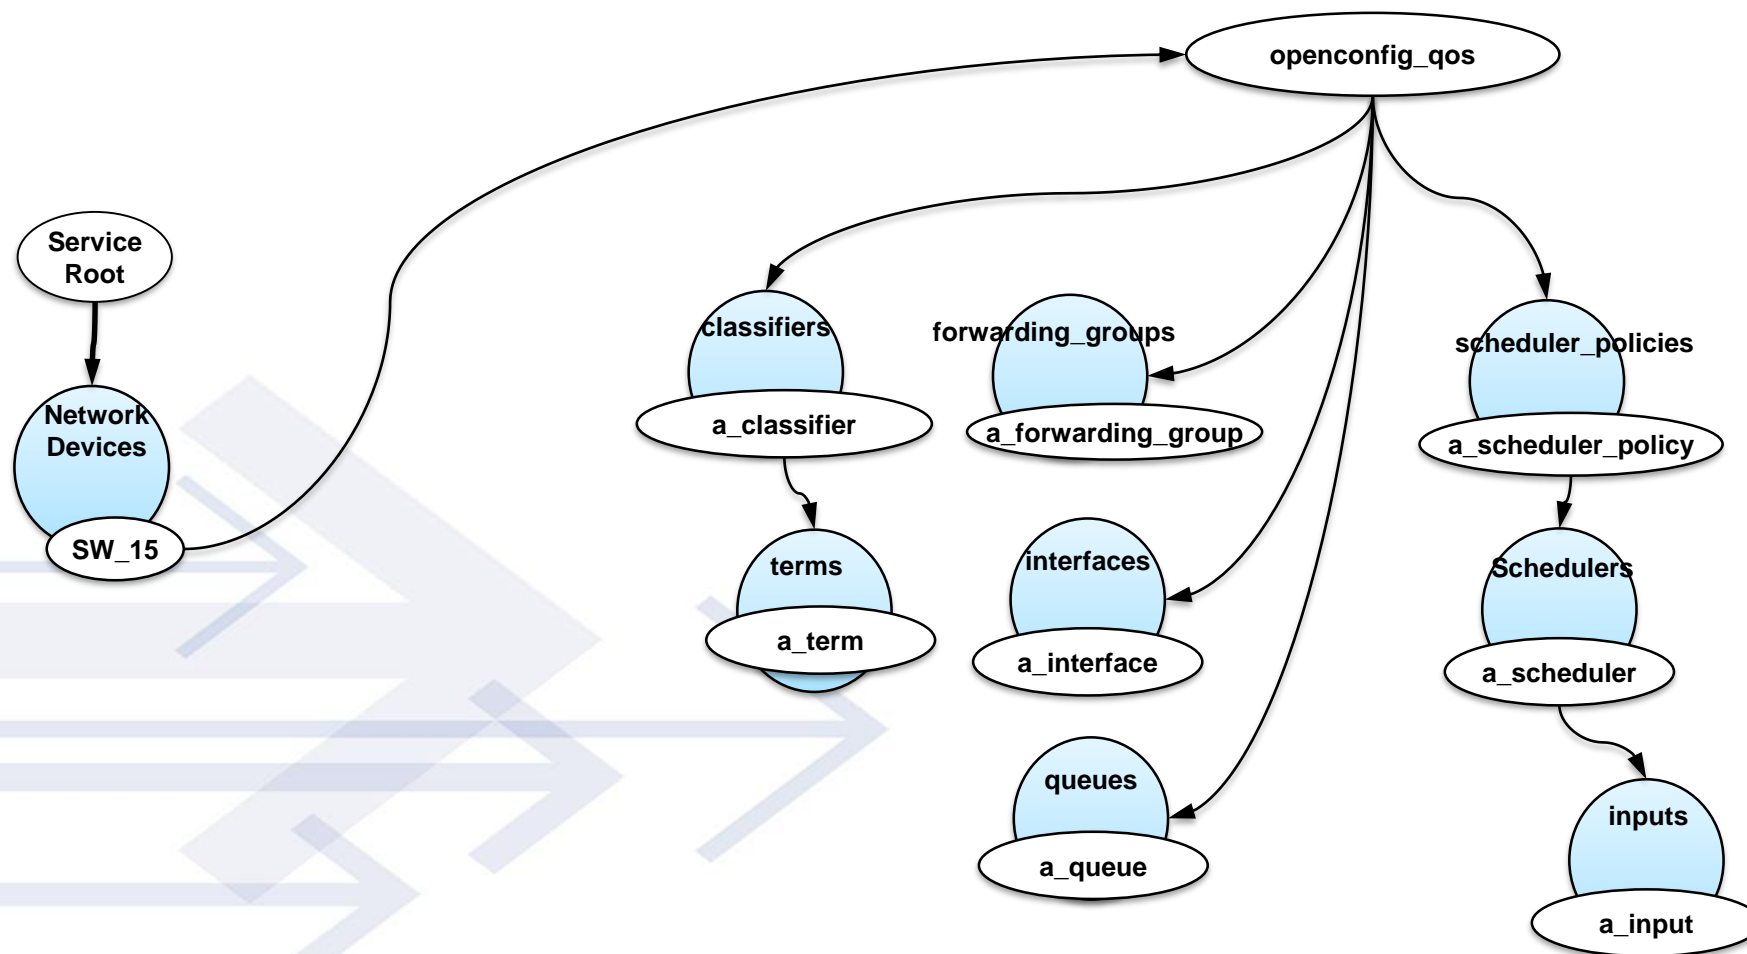 openconfig_qos
Service
Root
classifiers
forwarding_groups
scheduler_policies
Network
Devices
a_classifier
a_forwarding_group
a_scheduler_policy
SW_15
terms
interfaces
Schedulers
a_term
a_interface
a_scheduler
queues
inputs
a_queue
a_input